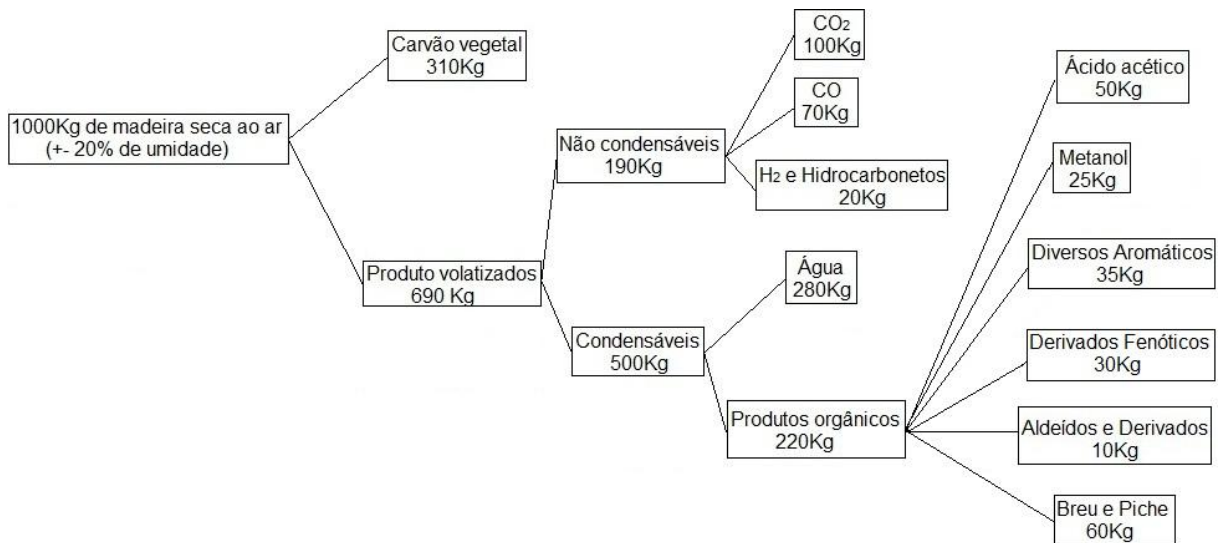 1000Kg de madeira seca ao ar
(+- 20% de umidade)
Carvão vegetal
310Kg
Produto volatizados
690 Kg
Não condensáveis
190Kg
Condensáveis
500Kg
CO2
100Kg
CO
70Kg
H2 e Hidrocarbonetos
20Kg
Água
280Kg
Produtos orgânicos
220Kg
Ácido acético
50Kg
Metanol
25Kg
Diversos Aromáticos
35Kg
Derivados Fenóticos
30Kg
Aldeídos e Derivados
10Kg
Breu e Piche
60Kg